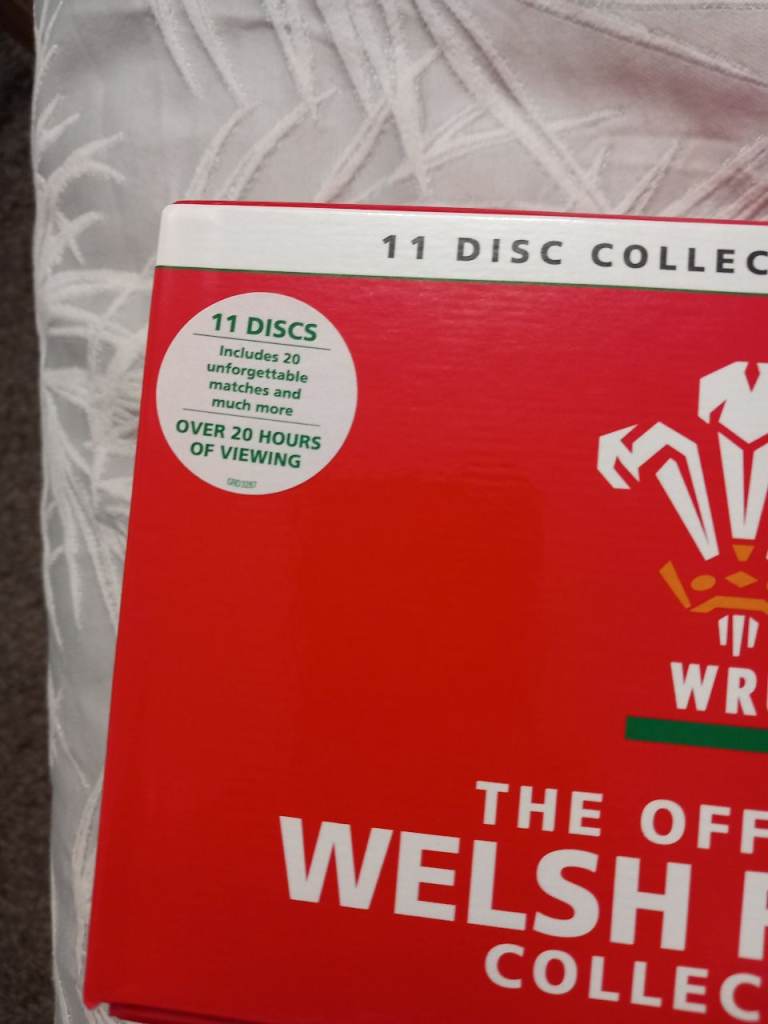 11 DISC COLLEC
11 DISCS
Includes 20
unforgettable
matches and
much more
OVER 20 HOURS
OF VIEWING
WRU
THE OFF
WELSH
COLLEC